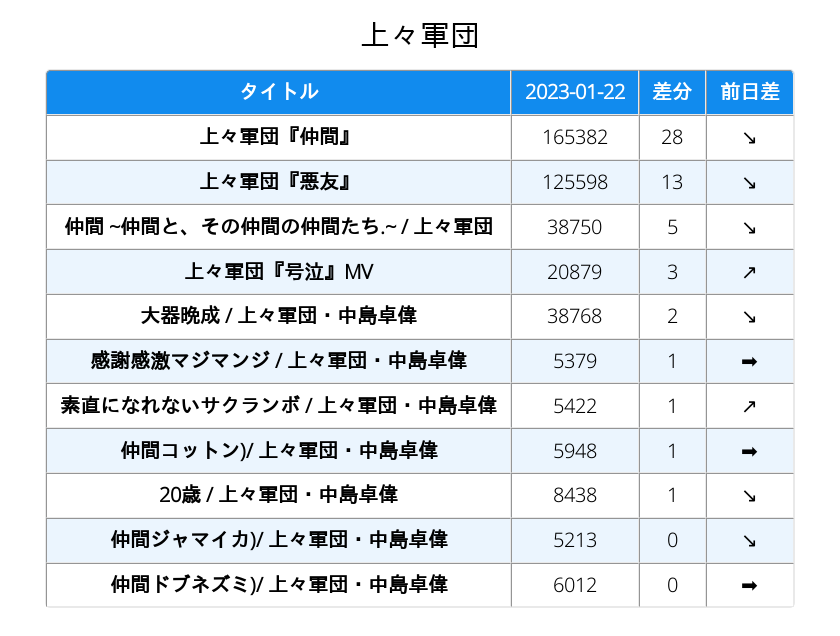 上々軍団
タイトル 2023-01-22 差分 前日差
上々軍団『仲間』 165382 28 ↘
上々軍団『悪友』 125598 13 ↘
仲間 ~仲間と、その仲間の仲間たち.~ / 上々軍団 38750 5 ↘
上々軍団『号泣』MV 20879 3 ↗
大器晩成 / 上々軍団・中島卓偉 38768 2 ↘
感謝感激マジマンジ / 上々軍団・中島卓偉 5379 1 ➡
素直になれないサクランボ / 上々軍団・中島卓偉 5422 1 ↗
仲間コットン)/ 上々軍団・中島卓偉 5948 1 ➡
20歳 / 上々軍団・中島卓偉 8438 1 ↘
仲間ジャマイカ)/ 上々軍団・中島卓偉 5213 0 ↘
仲間ドブネズミ)/ 上々軍団・中島卓偉 6012 0 ➡